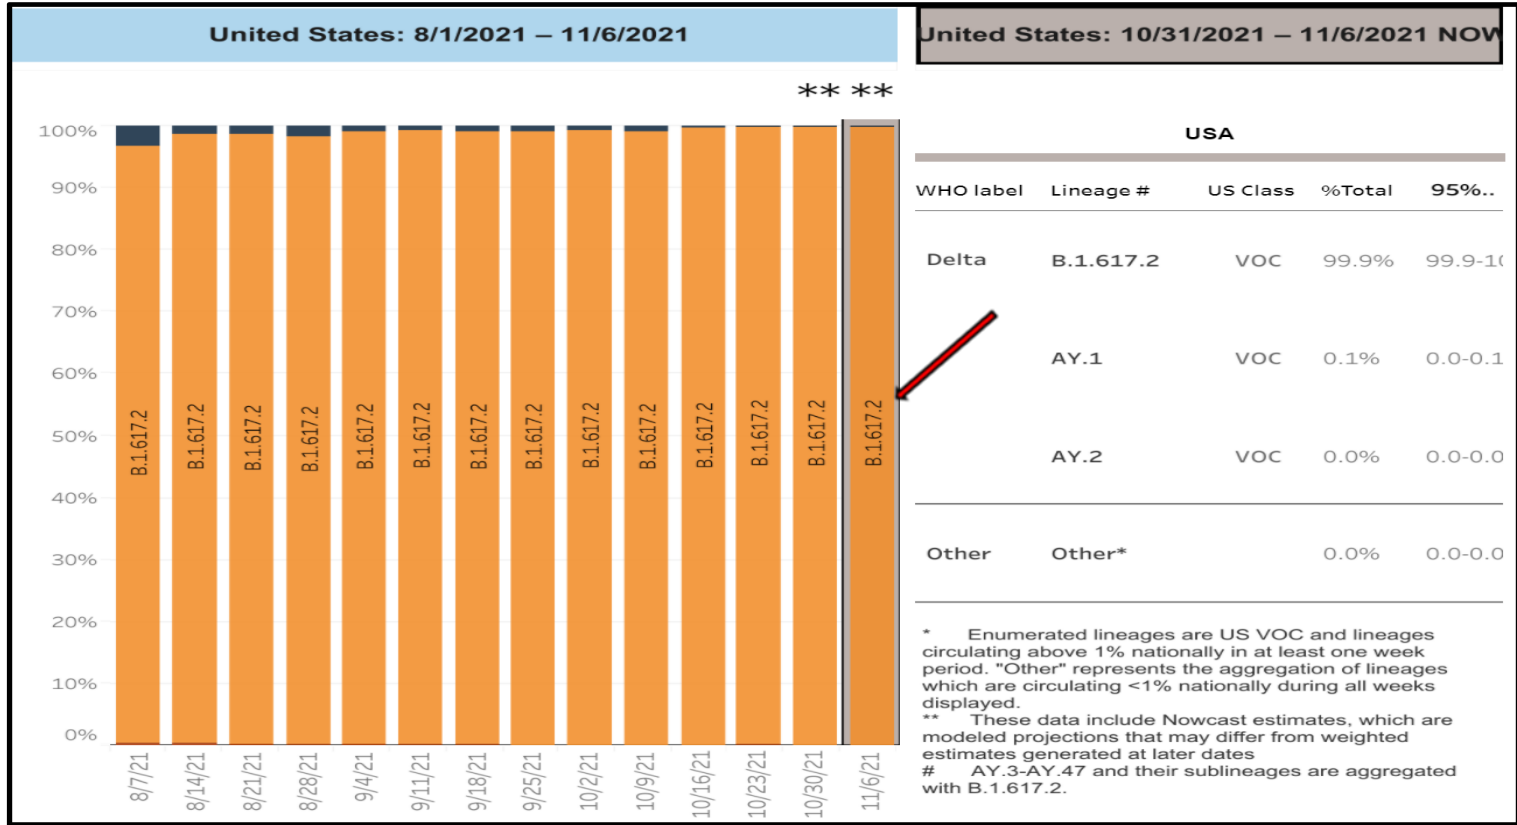 United States: 8/1/2021 – 11/6/2021
** **
100%
90%
80%
70%
60%
50%
40%
30%
20%
10%
0%
B.1.617.2
B.1.617.2
B.1.617.2
B.1.617.2
B.1.617.2
B.1.617.2
B.1.617.2
B.1.617.2
B.1.617.2
B.1.617.2
B.1.617.2
B.1.617.2
B.1.617.2
B.1.617.2
8/7/21
8/14/21
8/21/21
8/28/21
9/4/21
9/11/21
9/18/21
9/25/21
10/2/21
10/9/21
10/16/21
10/23/21
10/30/21
11/6/21
United States: 10/31/2021 – 11/6/2021 NOW
USA
WHO label Lineage # US Class %Total 95%..
Delta B.1.617.2 VOC 99.9% 99.9-10
AY.1 VOC 0.1% 0.0-0.1
AY.2 VOC 0.0% 0.0-0.0
Other Other* 0.0% 0.0-0.0
* Enumerated lineages are US VOC and lineages
circulating above 1% nationally in at least one week
period. "Other" represents the aggregation of lineages
which are circulating <1% nationally during all weeks
displayed.
** These data include Nowcast estimates, which are
modeled projections that may differ from weighted
estimates generated at later dates
# AY.3-AY.47 and their sublineages are aggregated
with B.1.617.2.